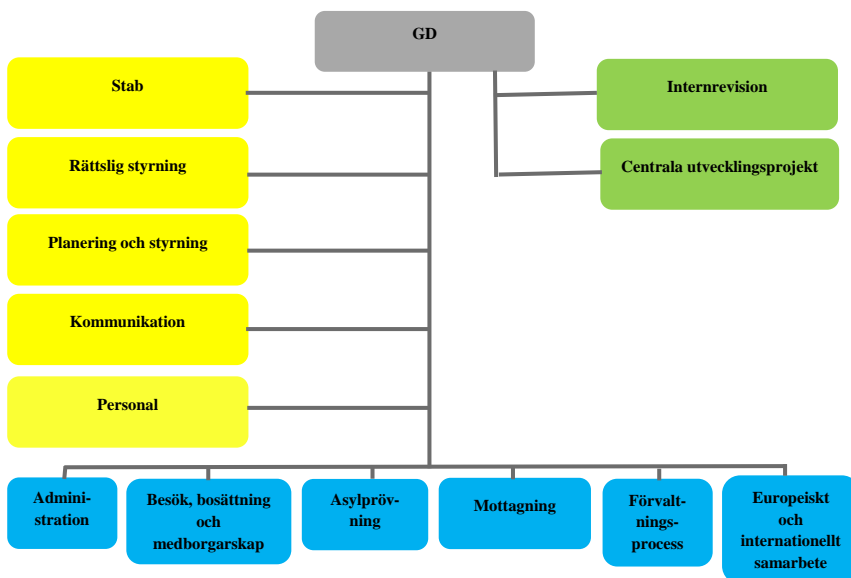 GD
Stab
Internrevision
Rättslig styrning
Centrala utvecklingsprojekt
Planering och styrning
Kommunikation
Personal
Admini-
stration
Besök, bosättning
och
medborgarskap
Asylpröv-
ning
Mottagning
Förvalt-
nings-
process
Europeiskt
och
internationellt
samarbete